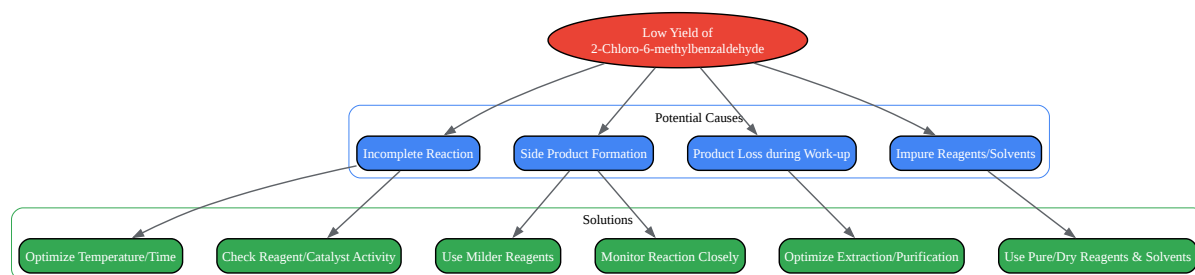 Low Yield of
2-Chloro-6-methylbenzaldehyde
Potential Causes
Incomplete Reaction
Side Product Formation
Product Loss during Work-up
Impure Reagents/Solvents
Solutions
Optimize Temperature/Time
Check Reagent/Catalyst Activity
Use Milder Reagents
Monitor Reaction Closely
Optimize Extraction/Purification
Use Pure/Dry Reagents & Solvents